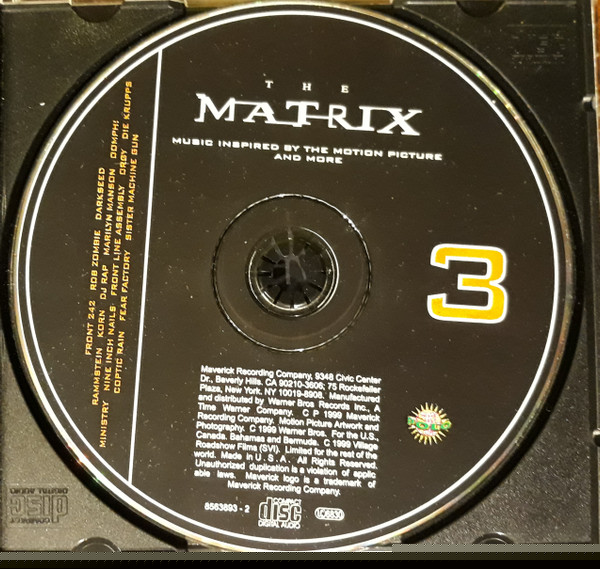 THE
MATRIX
MUSIC INSPIRED BY THE MOTION PICTURE
AND MORE
FRONT 242 ROB ZOMBIE DARKSEED
RAMMSTEIN KORN DJ RAP MARILYN MANSON OOMPH!
MINISTRY NINE INCH NAILS FRONT LINE ASSEMBLY ORGY DIE KRUPPS
COPTIC RAIN FEAR FACTORY SISTER MACHINE GUN
3
Maverick Recording Company, 9348 Civic Center
Dr., Beverly Hills. CA 90210-3606; 75 Rockefeller
Plaza, New York. NY 10019-6908. Manufactured
and distributed by Warner Bros Records Inc., A
Time Warner Company. C P 1999 Maverick
Recording Company. Motion Picture Artwork and
Photography. C 1999 Warner Bros. For the U.S.,
Canada. Bahamas and Bermuda. C 1999 Village
Roadshow Films (SVI). Limited for the rest of the
world. Made in U.S.A. All Rights Reserved.
Unauthorized duplication is a violation of applic
able laws. Maverick logo is a trademark of
Maverick Recording Company.
8563893 - 2
COMPACT
disc
DIGITAL AUDIO
COMPACT
disc
DIGITAL AUDIO